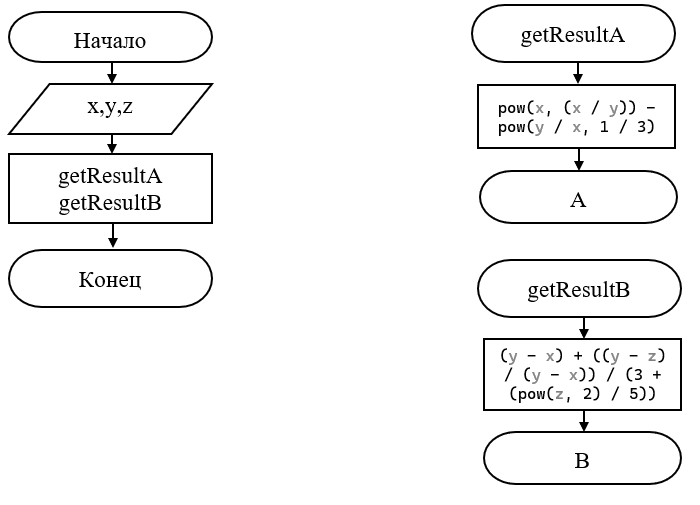 Начало
x,y,z
getResultA
getResultB
Конец
getResultA
pow(x, (x / y)) –
pow(y / x, 1 / 3)
A
getResultB
(y – x) + ((y – z)
/ (y – x)) / (3 +
(pow(z, 2) / 5))
B